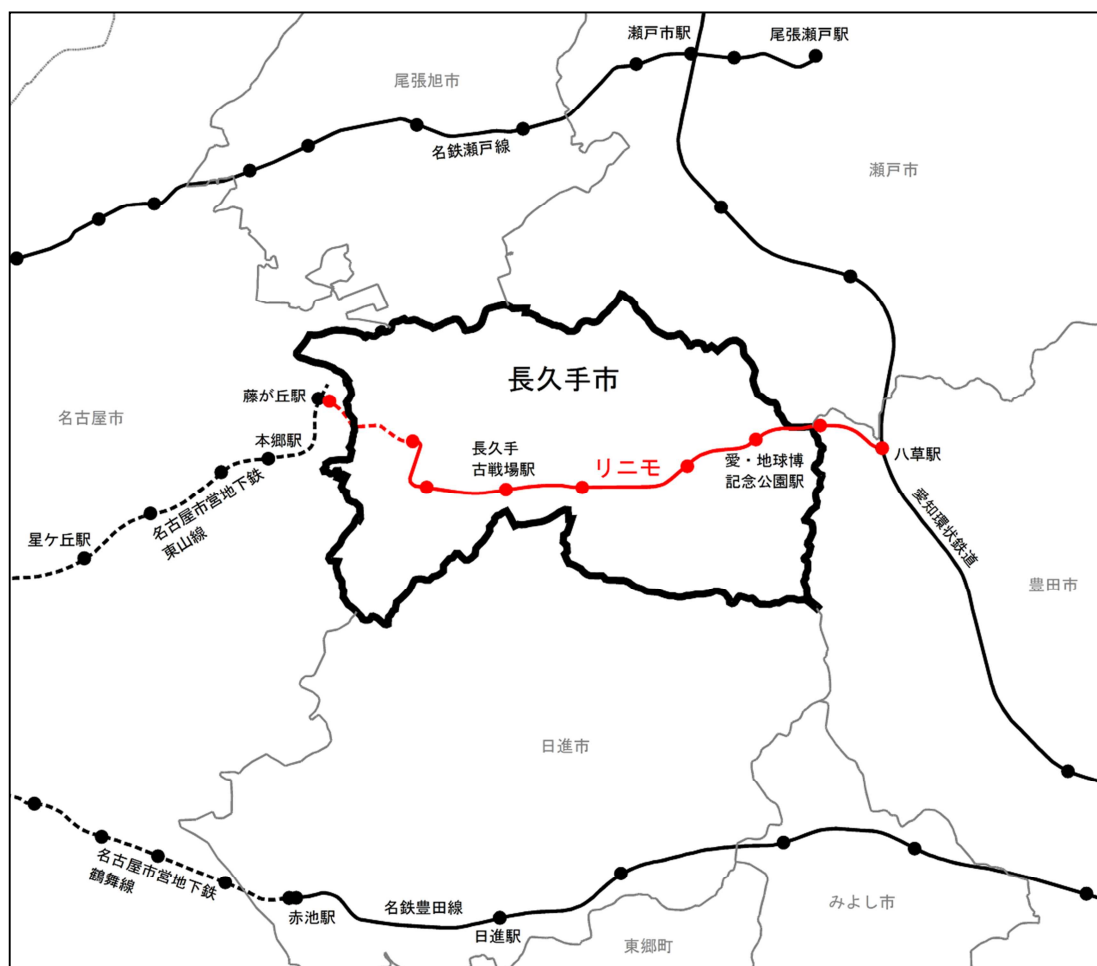 瀬戸市駅
尾張瀬戸駅
尾張旭市
名鉄瀬戸線
瀬戸市
長久手市
藤が丘駅
名古屋市
本郷駅
長久手
古戦場駅
リニモ
愛・地球博
記念公園駅
八草駅
名古屋市営地下鉄
東山線
星ケ丘駅
愛知環状鉄道
豊田市
日進市
名古屋市営地下鉄
鶴舞線
赤池駅
名鉄豊田線
日進駅
みよし市
東郷町